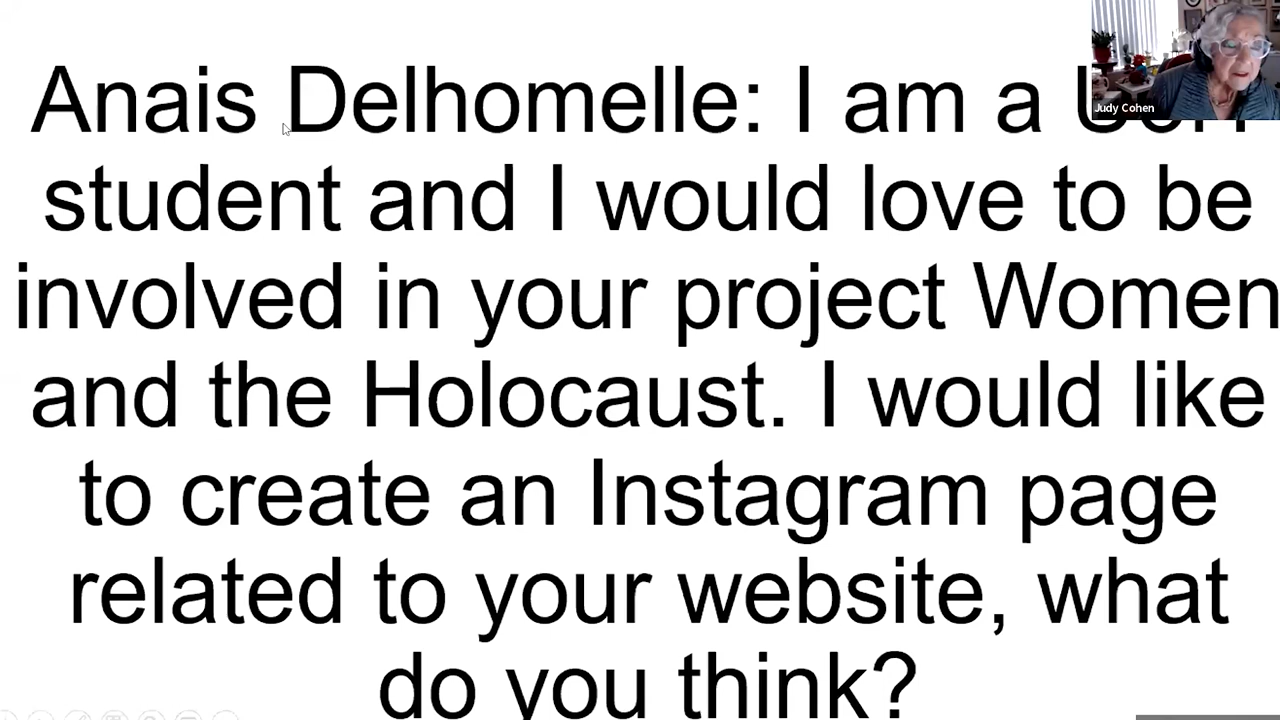 Anais Delhomelle: I am a
student and I would love to be
involved in your project Women
and the Holocaust. I would like
to create an Instagram page
related to your website, what
do you think?
Judy Cohen